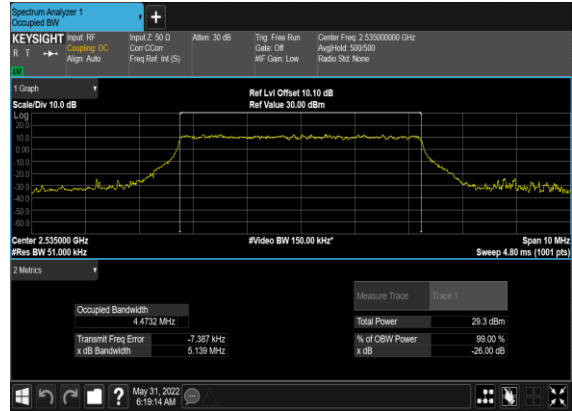 Spectrum Analyzer 1
Occupied BW
+
KEYSIGHT Input: RF Input Z: 50 Ω Atten: 30 dB Trig: Free Run Center Freq: 2.535000000 GHz
R T Coupling: DC Corr CCorr Gate: Off Avg|Hold: 500/500
Align: Auto Freq Ref: Int (S) #IF Gain: Low Radio Std: None
1 Graph
Ref Lvl Offset 10.10 dB
Scale/Div 10.0 dB Ref Value 30.00 dBm
Log
20.0
10.0
0.00
-10.0
-20.0
-30.0
-40.0
-50.0
-60.0
Center 2.535000 GHz #Video BW 150.00 kHz* Span 10 MHz
#Res BW 51.000 kHz Sweep 4.80 ms (1001 pts)
2 Metrics
Measure Trace Trace 1
Occupied Bandwidth
4.4732 MHz Total Power 29.3 dBm
Transmit Freq Error -7.387 kHz % of OBW Power 99.00 %
x dB Bandwidth 5.139 MHz x dB -26.00 dB
?
May 31, 2022
6:19:14 AM